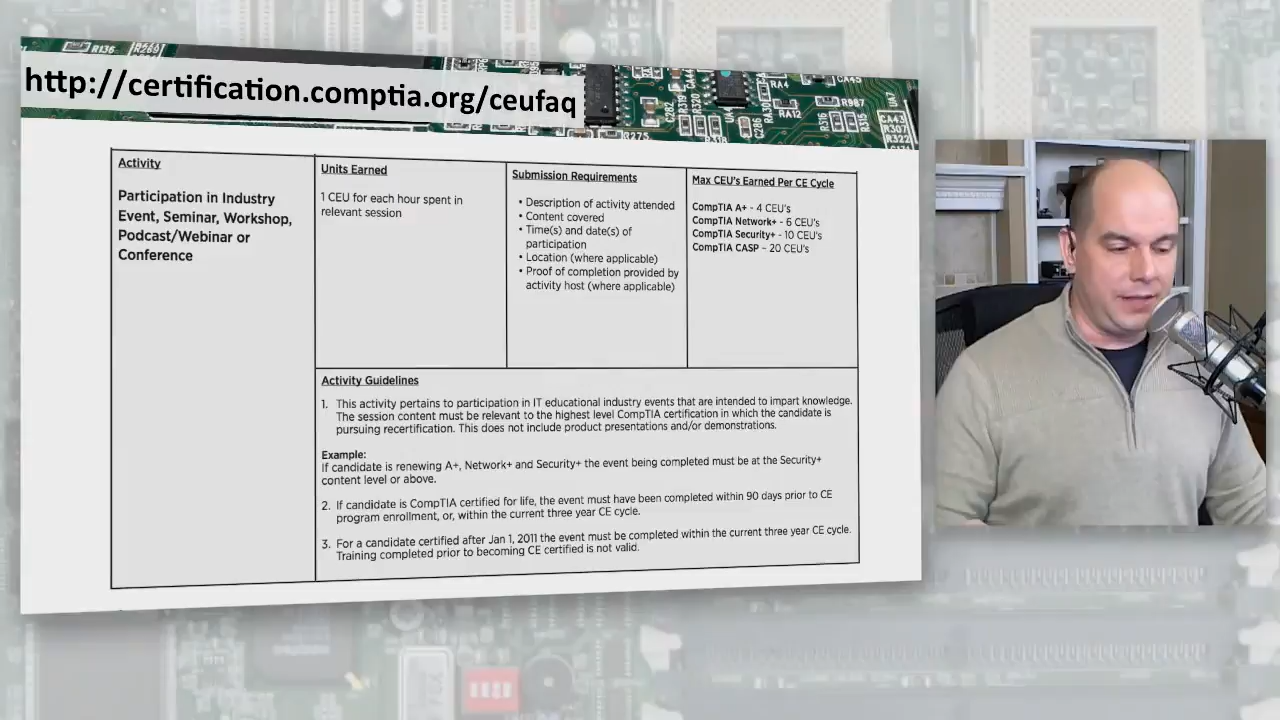 http://certification.comptia.org/ceufaq
Activity
Participation in Industry
Event, Seminar, Workshop,
Podcast/Webinar or
Conference
Units Earned
1 CEU for each hour spent in
relevant session
Submission Requirements
• Description of activity attended
• Content covered
• Time(s) and date(s) of
participation
• Location (where applicable)
• Proof of completion provided by
activity host (where applicable)
Max CEU's Earned Per CE Cycle
CompTIA A+ - 4 CEU's
CompTIA Network+ - 6 CEU's
CompTIA Security+ - 10 CEU's
CompTIA CASP - 20 CEU's
Activity Guidelines
1. This activity pertains to participation in IT educational industry events that are intended to impart knowledge.
The session content must be relevant to the highest level CompTIA certification in which the candidate is
pursuing recertification. This does not include product presentations and/or demonstrations.
Example:
If candidate is renewing A+, Network+ and Security+ the event being completed must be at the Security+
content level or above.
2. If candidate is CompTIA certified for life, the event must have been completed within 90 days prior to CE
program enrollment, or, within the current three year CE cycle.
3. For a candidate certified after Jan 1, 2011 the event must be completed within the current three year CE cycle.
Training completed prior to becoming CE certified is not valid.
R136
R275
RA4
RA12
R987
R316
R315
CA43
R307
R322